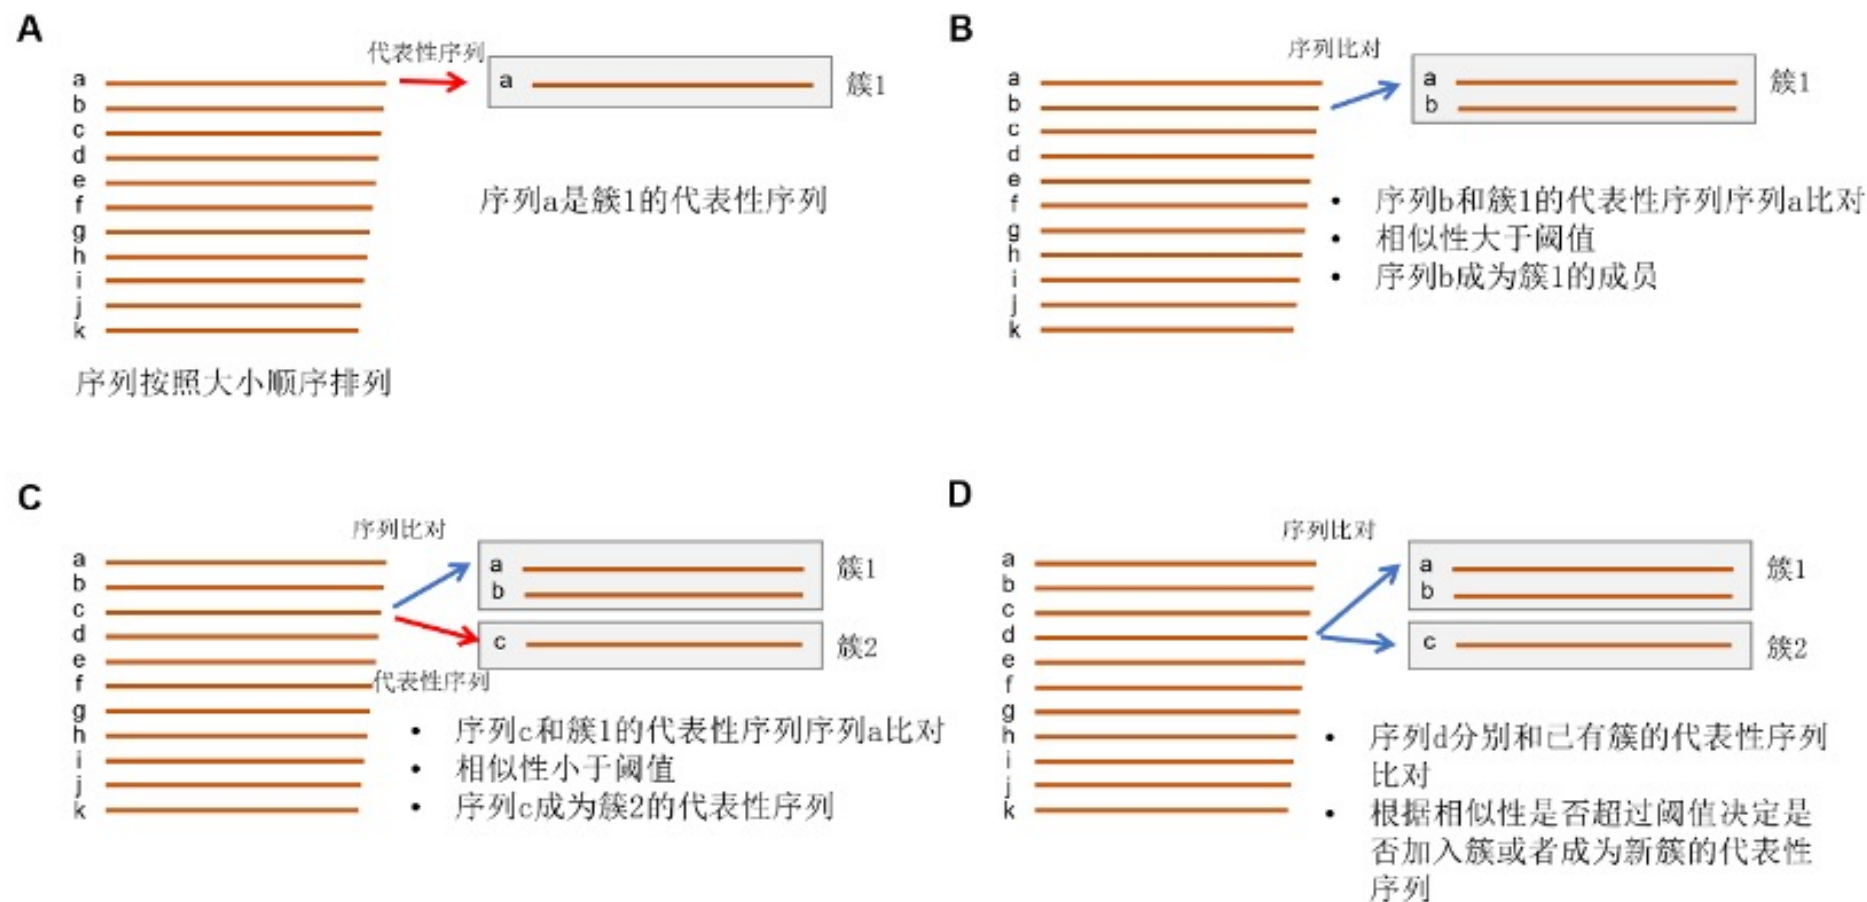 A
代表性序列
a
a
簇1
b
c
d
e
f
g
h
i
j
k
序列a是簇1的代表性序列
序列按照大小顺序排列
B
序列比对
a
a
簇1
b
b
c
d
e
f
g
h
i
j
k
• 序列b和簇1的代表性序列序列a比对
• 相似性大于阈值
• 序列b成为簇1的成员
C
序列比对
a
a
簇1
b
b
c
c
簇2
d
e
f
代表性序列
g
h
i
j
k
• 序列c和簇1的代表性序列序列a比对
• 相似性小于阈值
• 序列c成为簇2的代表性序列
D
序列比对
a
a
簇1
b
b
c
c
簇2
d
e
f
g
h
i
j
k
• 序列d分别和已有簇的代表性序列
比对
• 根据相似性是否超过阈值决定是
否加入簇或者成为新簇的代表性
序列